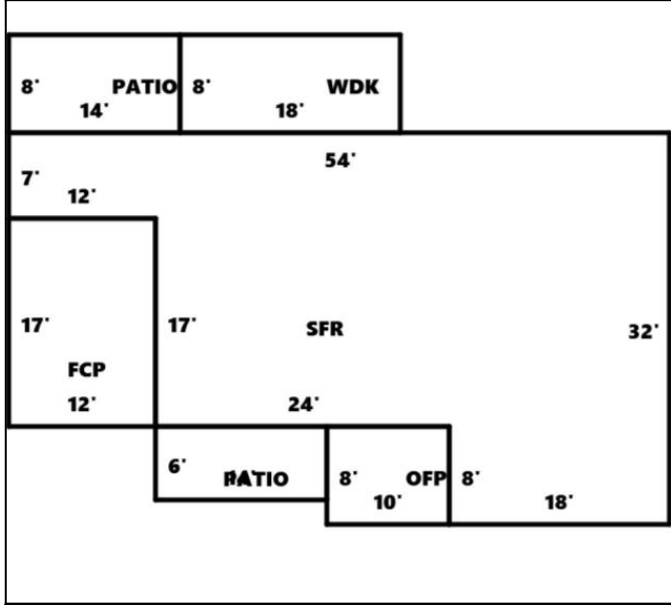 8' PATIO 8' WDK
14' 18'
54'
7'
12'
17' 17' SFR 32'
FCP
12' 24'
6' PATIO 8' OFP 8'
10' 18'